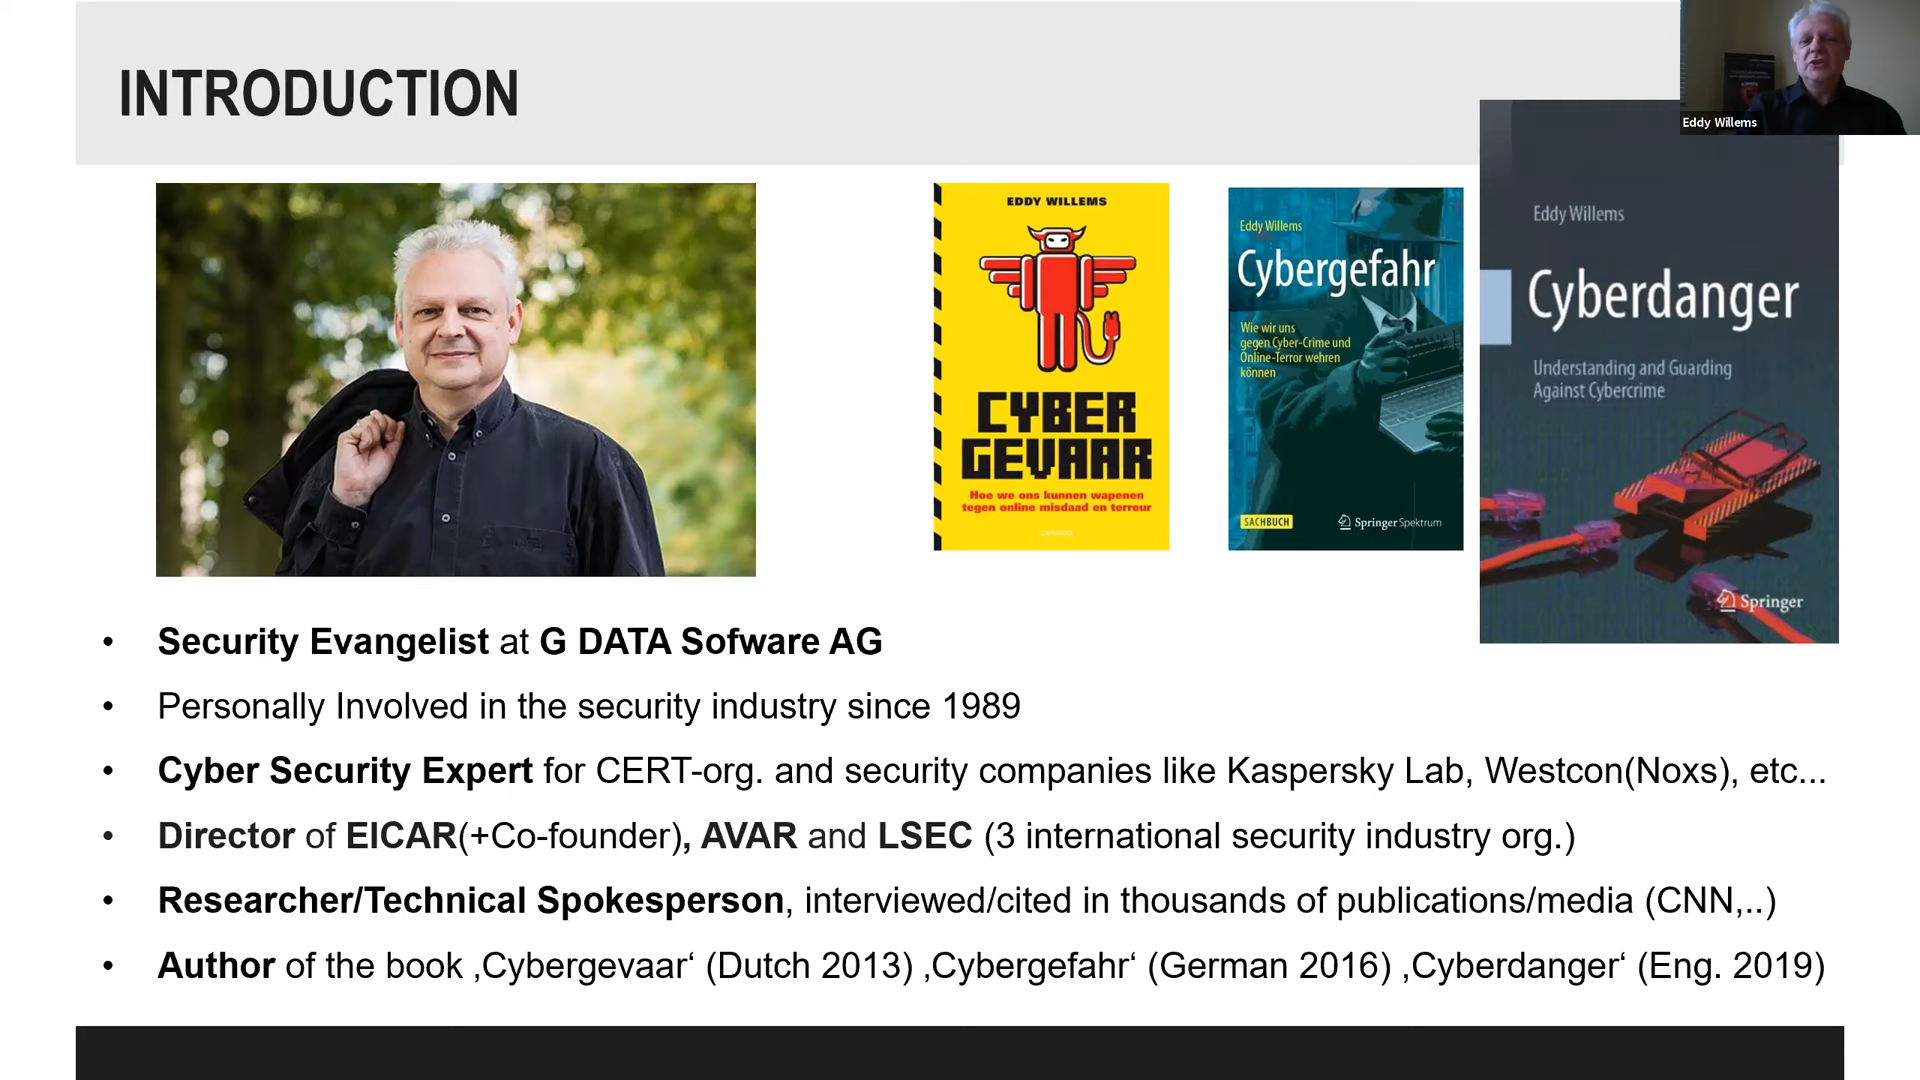 INTRODUCTION
Eddy Willems
EDDY WILLEMS
CYBER
GEVAAR
Hoe we ons kunnen wapenen
tegen online misdaad en terreur
Eddy Willems
Cybergefahr
Wie wir uns
gegen Cyber-Crime und
Online-Terror wehren
können
SACHBUCH
Springer Spektrum
Eddy Willems
Cyberdanger
Understanding and Guarding
Against Cybercrime
Springer
• Security Evangelist at G DATA Sofware AG
• Personally Involved in the security industry since 1989
• Cyber Security Expert for CERT-org. and security companies like Kaspersky Lab, Westcon(Noxs), etc...
• Director of EICAR(+Co-founder), AVAR and LSEC (3 international security industry org.)
• Researcher/Technical Spokesperson, interviewed/cited in thousands of publications/media (CNN,..)
• Author of the book ‚Cybergevaar‘ (Dutch 2013) ‚Cybergefahr‘ (German 2016) ‚Cyberdanger‘ (Eng. 2019)